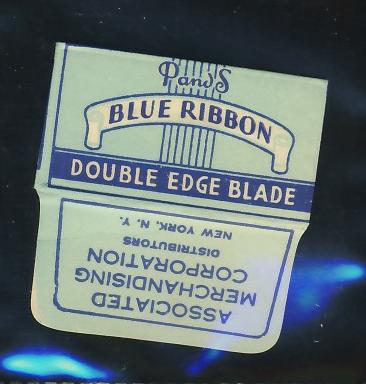 P and S
BLUE RIBBON
DOUBLE EDGE BLADE
ASSOCIATED
MERCHANDISING
CORPORATION
DISTRIBUTORS
NEW YORK, N. Y.